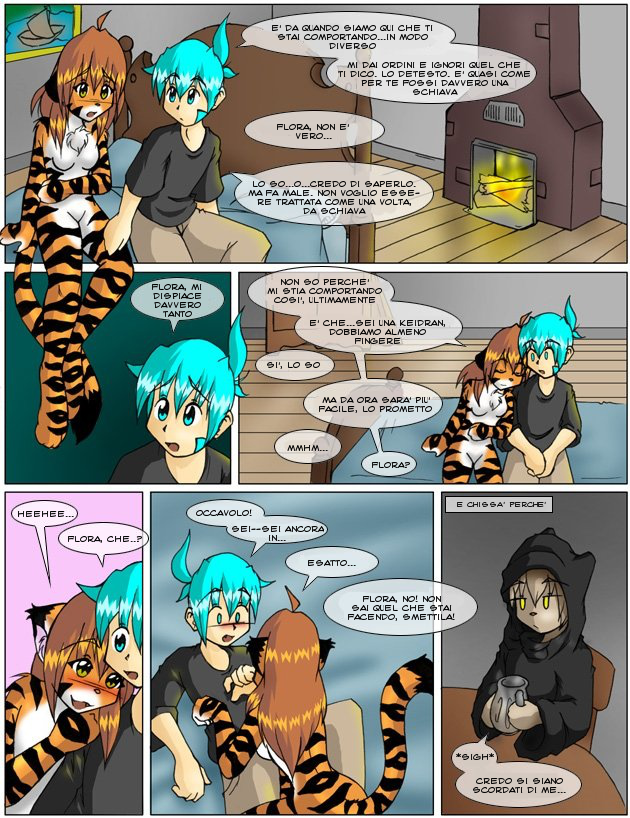 E' DA QUANDO SIAMO QUI CHE TI
STAI COMPORTANDO...IN MODO
DIVERSO
MI DAI ORDINI E IGNORI QUEL CHE
TI DICO. LO DETESTO. E' QUASI COME
PER TE FOSSI DAVVERO UNA
SCHIAVA
FLORA, NON E'
VERO...
LO SO...O...CREDO DI SAPERLO.
MA FA MALE. NON VOGLIO ESSE-
RE TRATTATA COME UNA VOLTA,
DA SCHIAVA
FLORA, MI
DISPIACE
DAVVERO
TANTO
NON SO PERCHE'
MI STIA COMPORTANDO
COSI', ULTIMAMENTE
E' CHE...SEI UNA KEIDRAN,
DOBBIAMO ALMENO
FINGERE
SI', LO SO
MA DA ORA SARA' PIU'
FACILE, LO PROMETTO
MMHM...
FLORA?
HEEHEE...
FLORA, CHE..?
OCCAVOLO!
SEI--SEI ANCORA
IN...
ESATTO...
FLORA, NO! NON
SAI QUEL CHE STAI
FACENDO, SMETTILA!
E CHISSA' PERCHE'
*SIGH*
CREDO SI SIANO
SCORDATI DI ME...